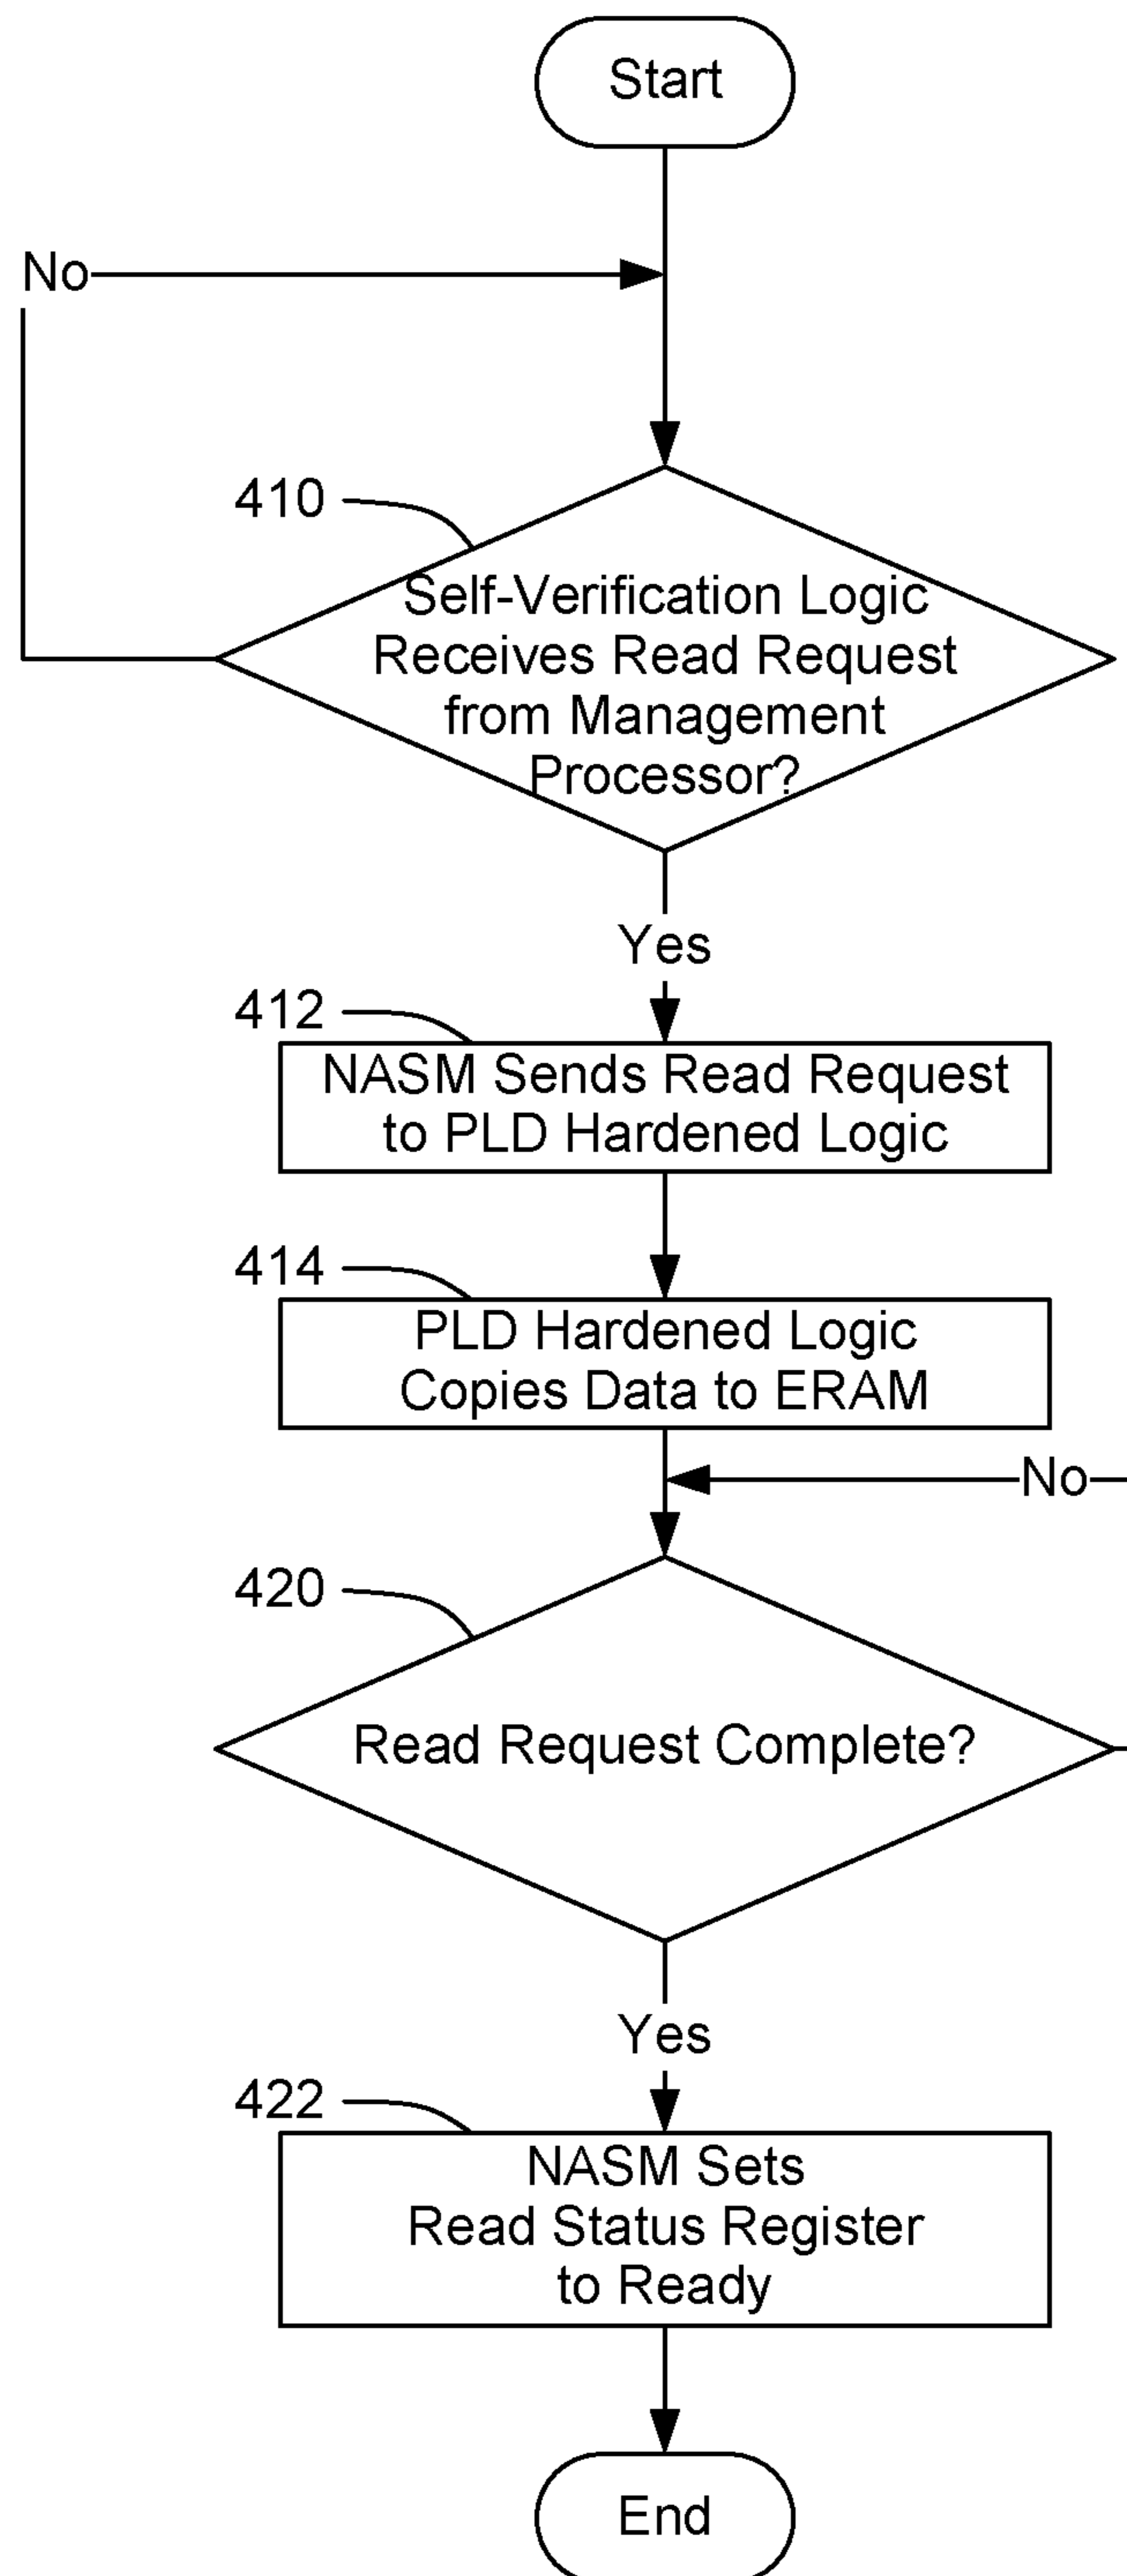 Start
No
410
Self-Verification Logic
Receives Read Request
from Management
Processor?
Yes
412
NASM Sends Read Request
to PLD Hardened Logic
414
PLD Hardened Logic
Copies Data to ERAM
No
420
Read Request Complete?
Yes
422
NASM Sets
Read Status Register
to Ready
End